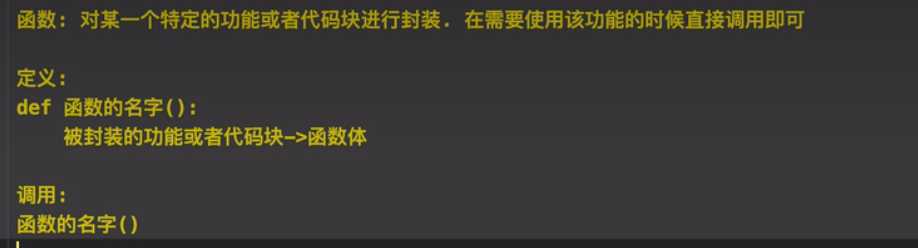 函数: 对某一个特定的功能或者代码块进行封装. 在需要使用该功能的时候直接调用即可
定义:
def 函数的名字():
    被封装的功能或者代码块->函数体
调用:
函数的名字()